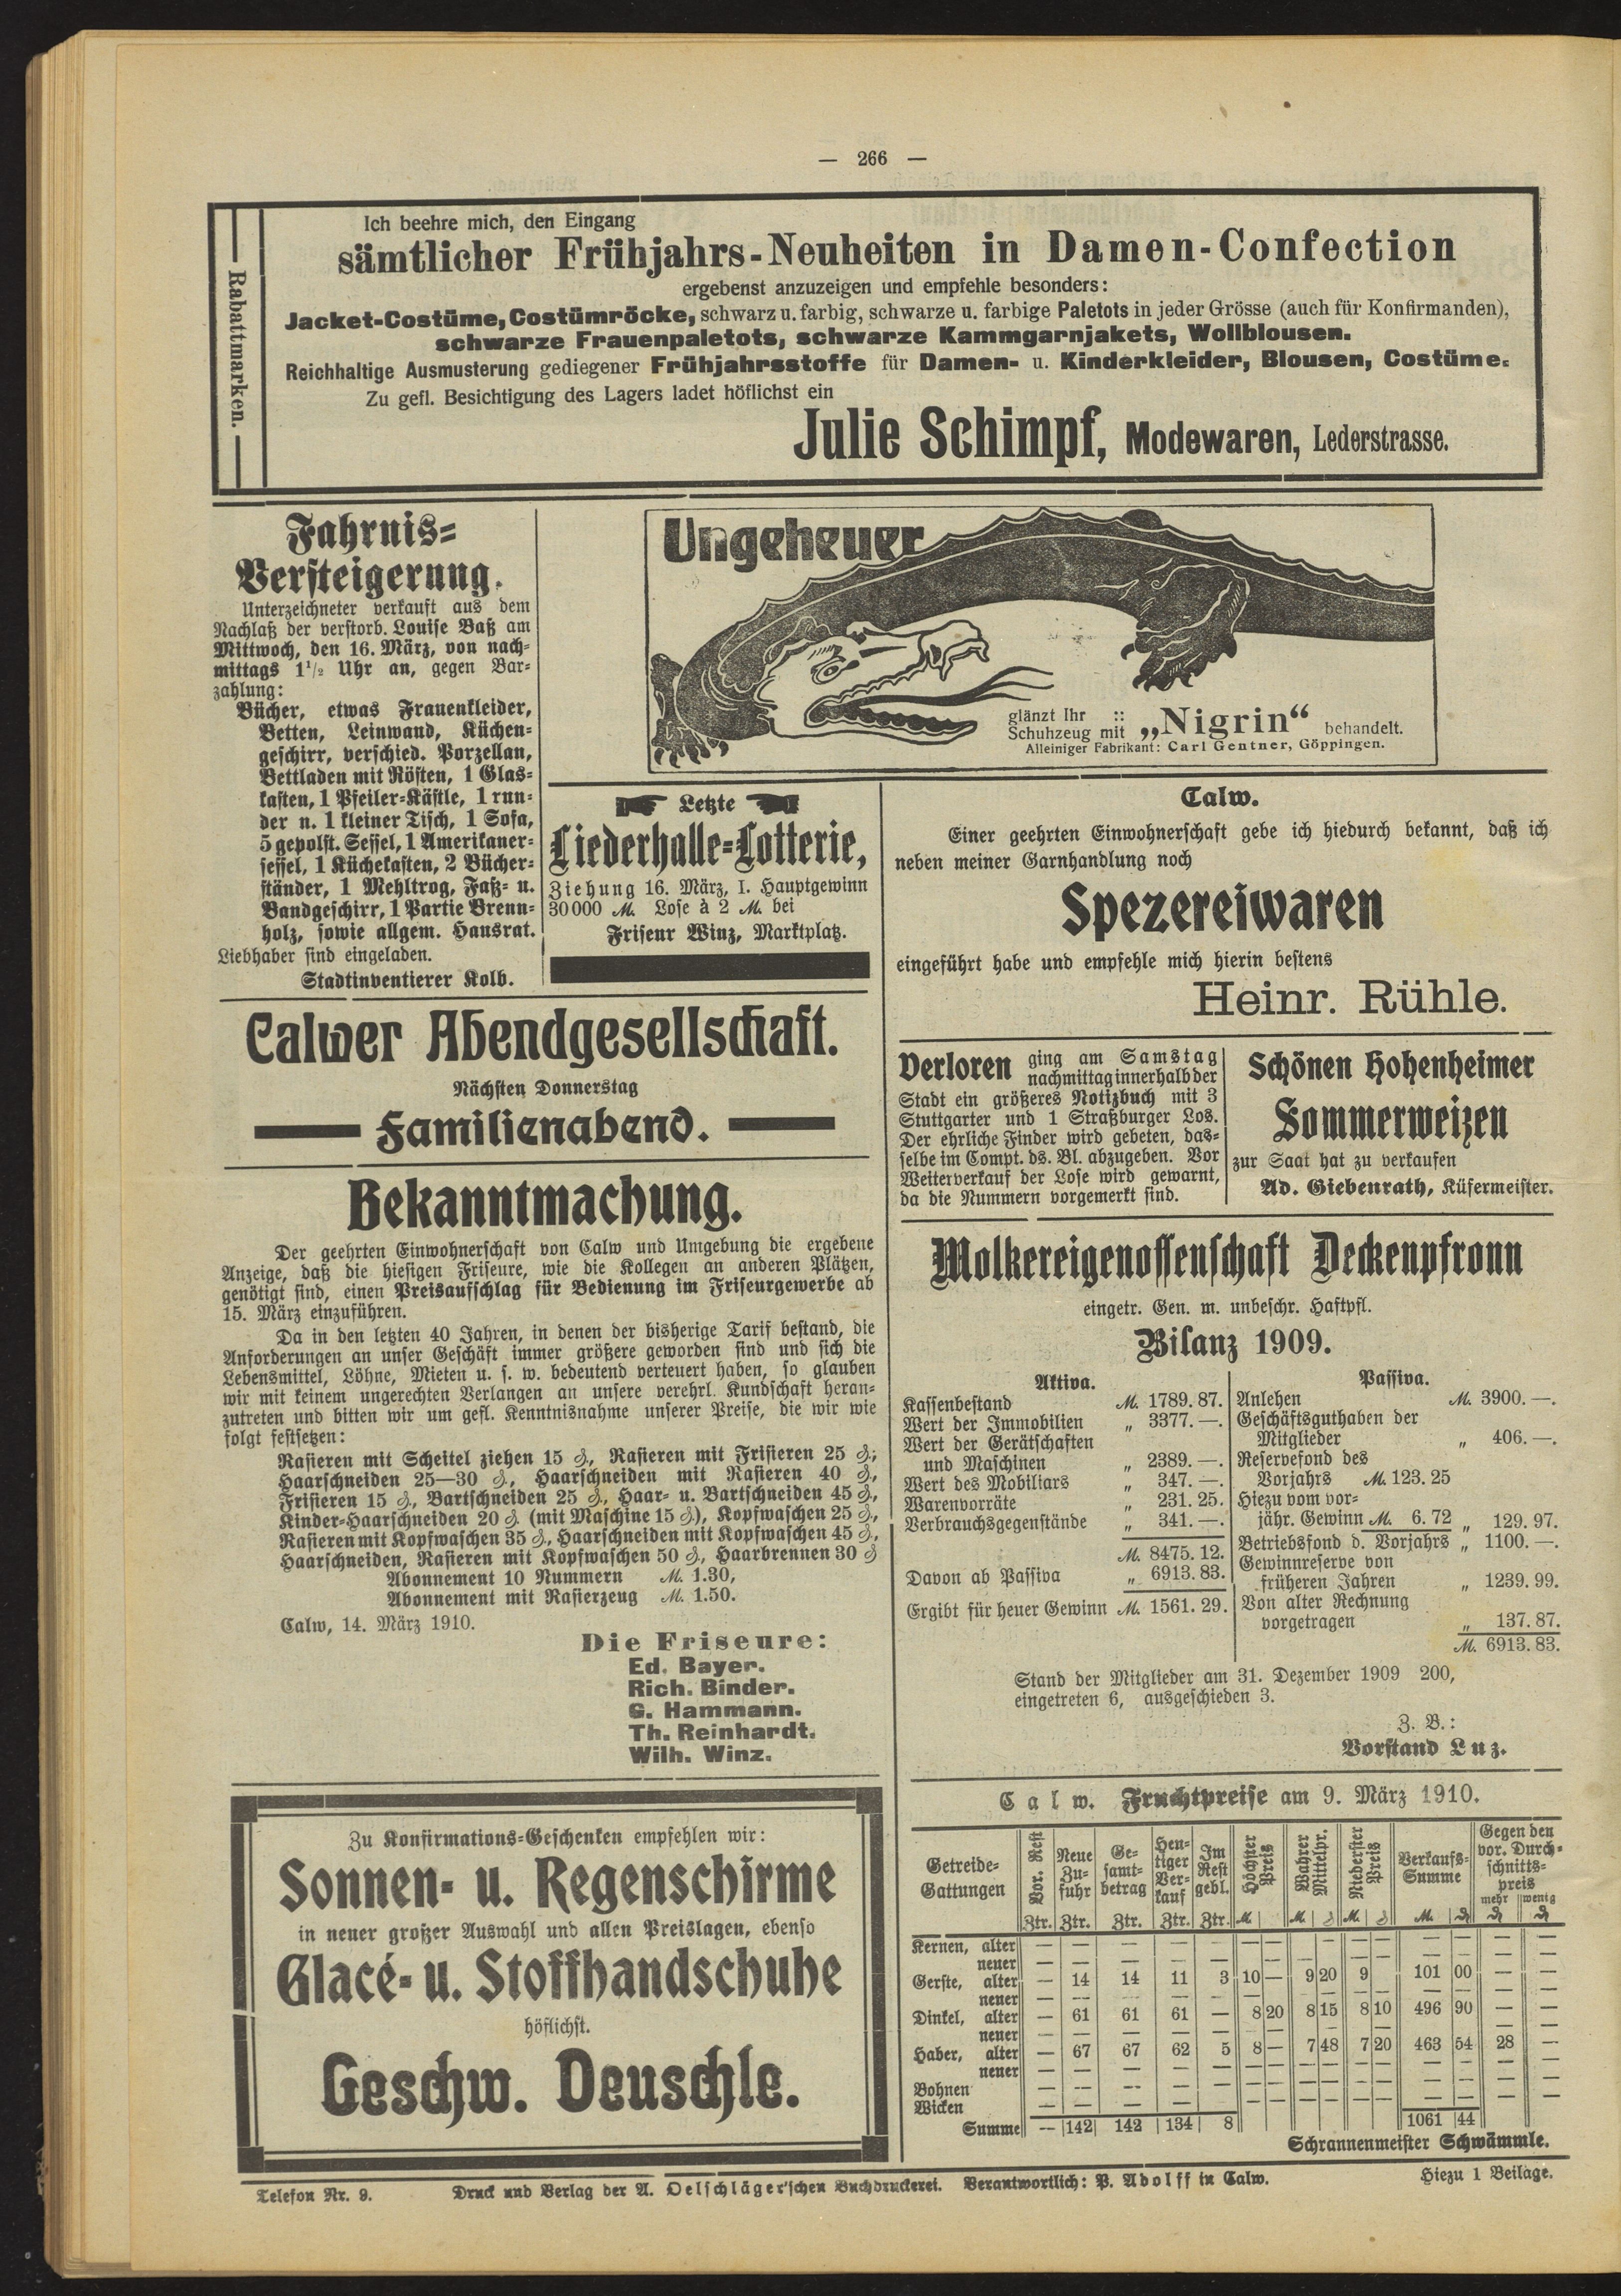 — 266 —
Rabattmarken.
Ich beehre mich, den Eingang
sämtlicher Frühjahrs-Neuheiten in Damen-Confection
ergebenst anzuzeigen und empfehle besonders:
Jacket-Costüme, Costümröcke, schwarz u. farbig, schwarze u. farbige Paletots in jeder Grösse (auch für Konfirmanden),
schwarze Frauenpaletots, schwarze Kammgarnjakets, Wollblousen.
Reichhaltige Ausmusterung gediegener Frühjahrsstoffe für Damen- u. Kinderkleider, Blousen, Costüme.
Zu gefl. Besichtigung des Lagers ladet höflichst ein
Julie Schimpf, Modewaren, Lederstrasse.
Fahrnis-
Versteigerung.
Unterzeichneter verkauft aus dem
Nachlaß der verstorb. Louise Baß am
Mittwoch, den 16. März, von nach-
mittags 1½ Uhr an, gegen Bar-
zahlung:
Bücher, etwas Frauenkleider,
Betten, Leinwand, Küchen-
geschirr, verschied. Porzellan,
Bettladen mit Rösten, 1 Glas-
kasten, 1 Pfeiler-Kästle, 1 run-
der u. 1 kleiner Tisch, 1 Sofa,
5 gepolst. Sessel, 1 Amerikaner-
sessel, 1 Küchekasten, 2 Bücher-
ständer, 1 Mehltrog, Faß- u.
Bandgeschirr, 1 Partie Brenn-
holz, sowie allgem. Hausrat.
Liebhaber sind eingeladen.
Stadtinventierer Kolb.
Ungeheuer
glänzt Ihr ::
Schuhzeug mit „Nigrin“ behandelt.
Alleiniger Fabrikant: Carl Gentner, Göppingen.
Letzte
Liederhalle-Lotterie,
Ziehung 16. März, I. Hauptgewinn
30000 M. Lose à 2 M. bei
Friseur Winz, Marktplatz.
Calw.
Einer geehrten Einwohnerschaft gebe ich hiedurch bekannt, daß ich
neben meiner Garnhandlung noch
Spezereiwaren
eingeführt habe und empfehle mich hierin bestens
Heinr. Rühle.
Calwer Abendgesellschaft.
Nächsten Donnerstag
Familienabend.
Verloren ging am Samstag
nachmittag innerhalb der
Stadt ein größeres Notizbuch mit 3
Stuttgarter und 1 Straßburger Los.
Der ehrliche Finder wird gebeten, das-
selbe im Compt. ds. Bl. abzugeben. Vor
Weiterverkauf der Lose wird gewarnt,
da die Nummern vorgemerkt sind.
Schönen Hohenheimer
Sommerweizen
zur Saat hat zu verkaufen
Ad. Giebenrath, Küfermeister.
Bekanntmachung.
Der geehrten Einwohnerschaft von Calw und Umgebung die ergebene
Anzeige, daß die hiesigen Friseure, wie die Kollegen an anderen Plätzen,
genötigt sind, einen Preisaufschlag für Bedienung im Friseurgewerbe ab
15. März einzuführen.
Da in den letzten 40 Jahren, in denen der bisherige Tarif bestand, die
Anforderungen an unser Geschäft immer größere geworden sind und sich die
Lebensmittel, Löhne, Mieten u. s. w. bedeutend verteuert haben, so glauben
wir mit keinem ungerechten Verlangen an unsere verehrl. Kundschaft heran-
zutreten und bitten wir um gefl. Kenntnisnahme unserer Preise, die wir wie
folgt festsetzen:
Rasieren mit Scheitel ziehen 15 ₰, Rasieren mit Frisieren 25 ₰;
Haarschneiden 25—30 ₰, Haarschneiden mit Rasieren 40 ₰,
Frisieren 15 ₰, Bartschneiden 25 ₰, Haar- u. Bartschneiden 45 ₰,
Kinder-Haarschneiden 20 ₰ (mit Maschine 15 ₰), Kopfwaschen 25 ₰,
Rasieren mit Kopfwaschen 35 ₰, Haarschneiden mit Kopfwaschen 45 ₰,
Haarschneiden, Rasieren mit Kopfwaschen 50 ₰, Haarbrennen 30 ₰
Abonnement 10 Nummern M. 1.30,
Abonnement mit Rasierzeug M. 1.50.
Calw, 14. März 1910.
Die Friseure:
Ed. Bayer.
Rich. Binder.
G. Hammann.
Th. Reinhardt.
Wilh. Winz.
Molkereigenossenschaft Deckenpfronn
eingetr. Gen. m. unbeschr. Haftpfl.
Bilanz 1909.
Aktiva.
Kassenbestand M. 1789. 87.
Wert der Immobilien „ 3377. —.
Wert der Gerätschaften
und Maschinen „ 2389. —.
Wert des Mobiliars „ 347. —.
Warenvorräte „ 231. 25.
Verbrauchsgegenstände „ 341. —.
M. 8475. 12.
Davon ab Passiva „ 6913. 83.
Ergibt für heuer Gewinn M. 1561. 29.
Passiva.
Anlehen M. 3900. —.
Geschäftsguthaben der
Mitglieder „ 406. —.
Reservefond des
Vorjahrs M. 123. 25
Hiezu vom vor-
jähr. Gewinn M. 6. 72 „ 129. 97.
Betriebsfond d. Vorjahrs „ 1100. —.
Gewinnreserve von
früheren Jahren „ 1239. 99.
Von alter Rechnung
vorgetragen „ 137. 87.
M. 6913. 83.
Stand der Mitglieder am 31. Dezember 1909 200,
eingetreten 6, ausgeschieden 3.
Z. B.:
Vorstand Luz.
Zu Konfirmations-Geschenken empfehlen wir:
Sonnen- u. Regenschirme
in neuer großer Auswahl und allen Preislagen, ebenso
Glacé- u. Stoffhandschuhe
höflichst.
Geschw. Deuschle.
Calw. Fruchtpreise am 9. März 1910.
Getreide-Gattungen | Vor. Rest | Neue Zu-fuhr | Ge-samt-betrag | Heu-tiger Ver-kauf | Im Rest gebl. | Höchster Preis | Wahrer Mittelpr. | Niederster Preis | Verkaufs-Summe | Gegen den vor. Durch-schnitts-preis mehr | wenig
Ztr. | Ztr. | Ztr. | Ztr. | Ztr. | M. | | M. | ₰ | M. | ₰ | M. | ₰ | ₰ | ₰
Kernen, alter — — — — — — — — — — — — —
neuer — — — — — — — — — — — — —
Gerste, alter — 14 14 11 3 10 — 9 20 9 101 00 — —
neuer — — — — — — — — — — — — —
Dinkel, alter — 61 61 61 — 8 20 8 15 8 10 496 90 — —
neuer — — — — — — — — — — — — —
Haber, alter — 67 67 62 5 8 — 7 48 7 20 463 54 28 —
neuer — — — — — — — — — — — — —
Bohnen — — — — — — — — — — — — —
Wicken — — — — — — — — — — — — —
Summe — 142 142 134 8 1061 44
Schrannenmeister Schwämmle.
Telefon Nr. 9. Druck und Verlag der A. Oelschläger'schen Buchdruckerei. Verantwortlich: P. Adolff in Calw. Hiezu 1 Beilage.